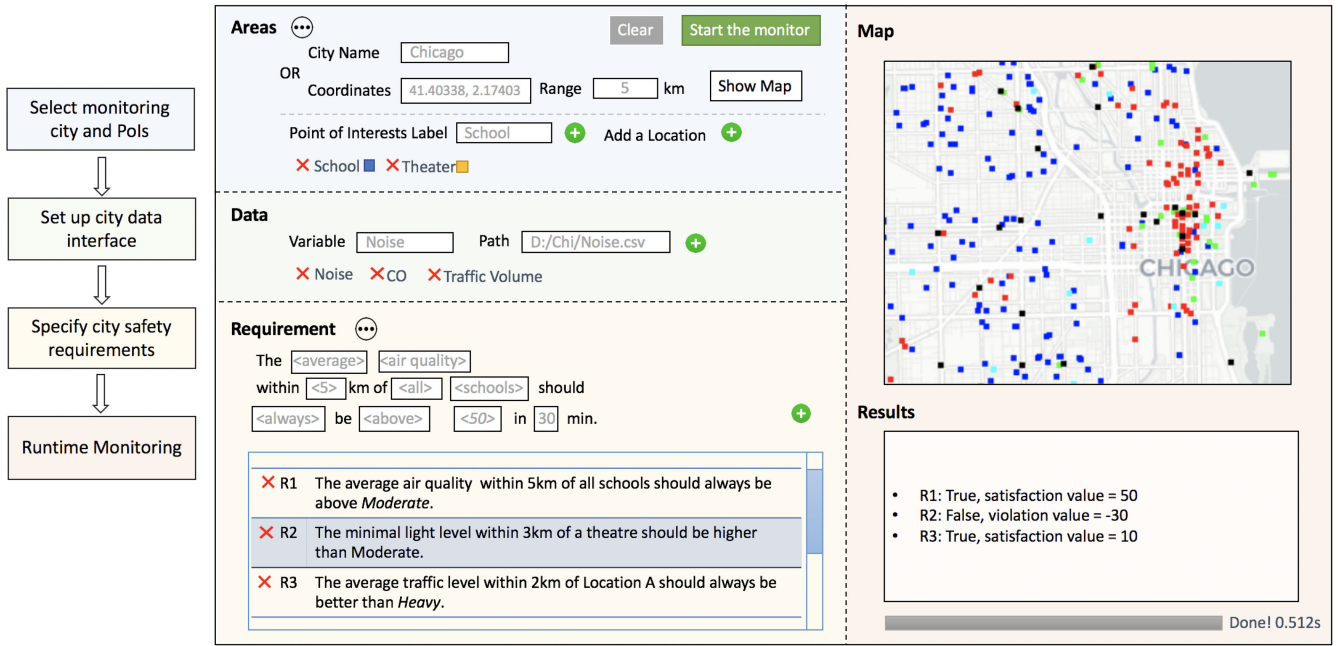 Select monitoring
city and PoIs
Set up city data
interface
Specify city safety
requirements
Runtime Monitoring
Areas
Clear
Start the monitor
City Name
Chicago
OR
Coordinates
41.40338, 2.17403
Range
5
km
Show Map
Point of Interests Label
School
Add a Location
School
Theater
Data
Variable
Noise
Path
D:/Chi/Noise.csv
Noise
CO
Traffic Volume
Requirement
The <average> <air quality>
within <5> km of <all> <schools> should
<always> be <above> <50> in 30 min.
R1 The average air quality within 5km of all schools should always be
above Moderate.
R2 The minimal light level within 3km of a theatre should be higher
than Moderate.
R3 The average traffic level within 2km of Location A should always be
better than Heavy.
Map
CHICAGO
Results
• R1: True, satisfaction value = 50
• R2: False, violation value = -30
• R3: True, satisfaction value = 10
Done! 0.512s